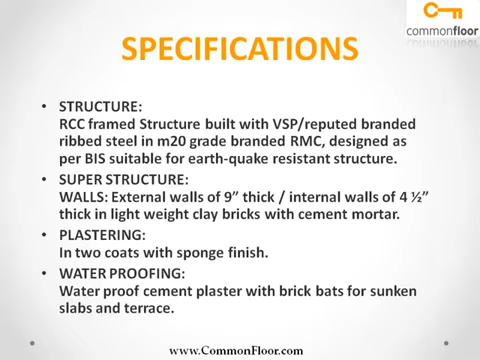 commonfloor
SPECIFICATIONS
• STRUCTURE:
RCC framed Structure built with VSP/reputed branded
ribbed steel in m20 grade branded RMC, designed as
per BIS suitable for earth-quake resistant structure.
• SUPER STRUCTURE:
WALLS: External walls of 9” thick / internal walls of 4 ½”
thick in light weight clay bricks with cement mortar.
• PLASTERING:
In two coats with sponge finish.
• WATER PROOFING:
Water proof cement plaster with brick bats for sunken
slabs and terrace.
www.CommonFloor.com